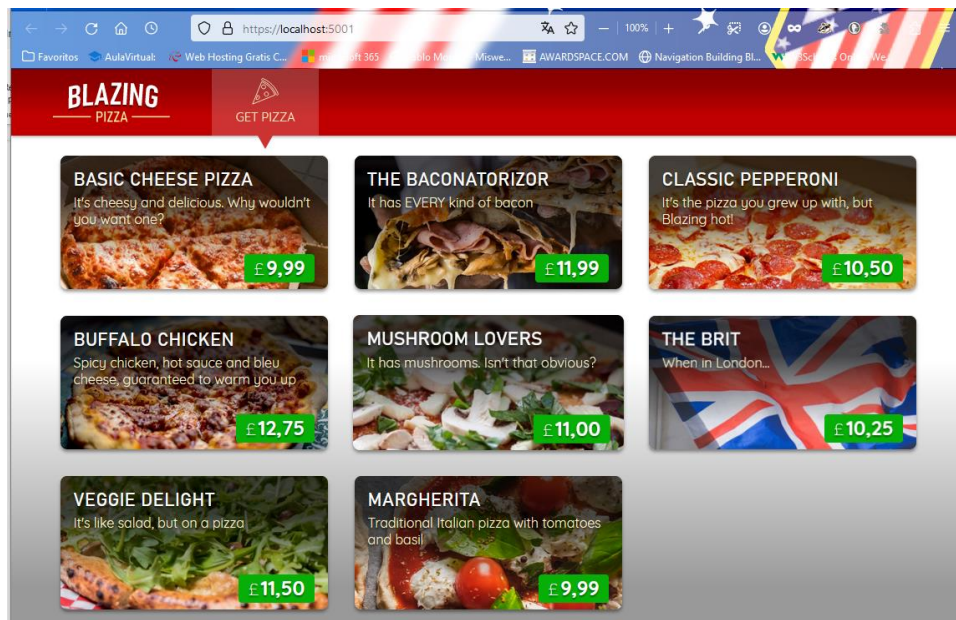 https://localhost:5001
100%
Favoritos
AulaVirtual:
Web Hosting Gratis C...
365
Miswe...
AWARDSPACE.COM
Navigation Building Bl...
BLAZING
PIZZA
GET PIZZA
BASIC CHEESE PIZZA
It's cheesy and delicious. Why wouldn't
you want one?
£9,99
THE BACONATORIZOR
It has EVERY kind of bacon
£11,99
CLASSIC PEPPERONI
It's the pizza you grew up with, but
Blazing hot!
£10,50
BUFFALO CHICKEN
Spicy chicken, hot sauce and bleu
cheese, guaranteed to warm you up
£12,75
MUSHROOM LOVERS
It has mushrooms. Isn't that obvious?
£11,00
THE BRIT
When in London...
£10,25
VEGGIE DELIGHT
It's like salad, but on a pizza
£11,50
MARGHERITA
Traditional Italian pizza with tomatoes
and basil
£9,99